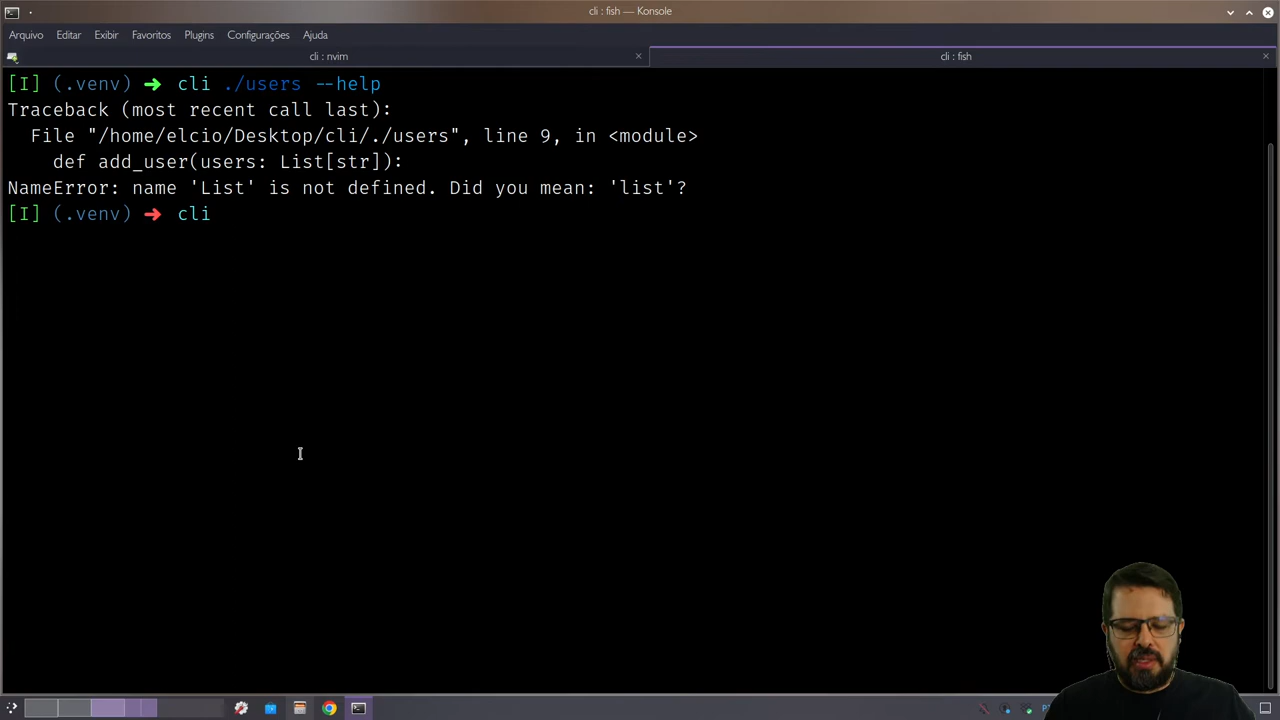 cli : fish — Konsole
Arquivo Editar Exibir Favoritos Plugins Configurações Ajuda
cli : nvim
cli : fish
[I] (.venv) ➜ cli ./users --help
Traceback (most recent call last):
  File "/home/elcio/Desktop/cli/./users", line 9, in <module>
    def add_user(users: List[str]):
NameError: name 'List' is not defined. Did you mean: 'list'?
[I] (.venv) ➜ cli